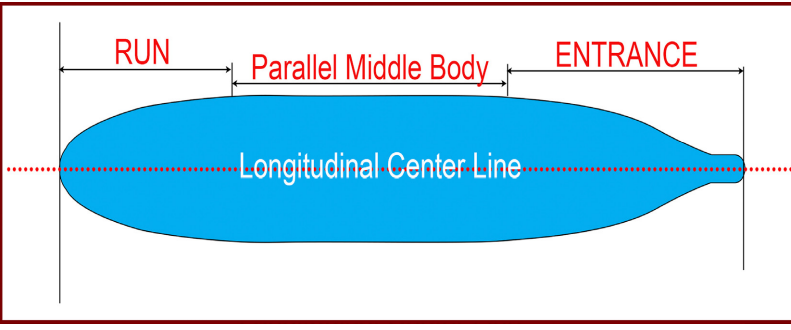 RUN
Parallel Middle Body
ENTRANCE
Longitudinal Center Line